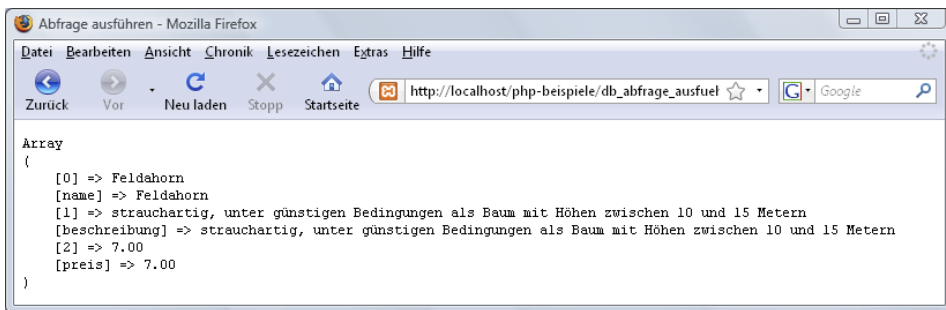 Abfrage ausführen - Mozilla Firefox
Datei Bearbeiten Ansicht Chronik Lesezeichen Extras Hilfe
Zurück Vor Neu laden Stopp Startseite http://localhost/php-beispiele/db_abfrage_ausfuel G Google
Array
(
[0] => Feldahorn
[name] => Feldahorn
[1] => strauchartig, unter günstigen Bedingungen als Baum mit Höhen zwischen 10 und 15 Metern
[beschreibung] => strauchartig, unter günstigen Bedingungen als Baum mit Höhen zwischen 10 und 15 Metern
[2] => 7.00
[preis] => 7.00
)